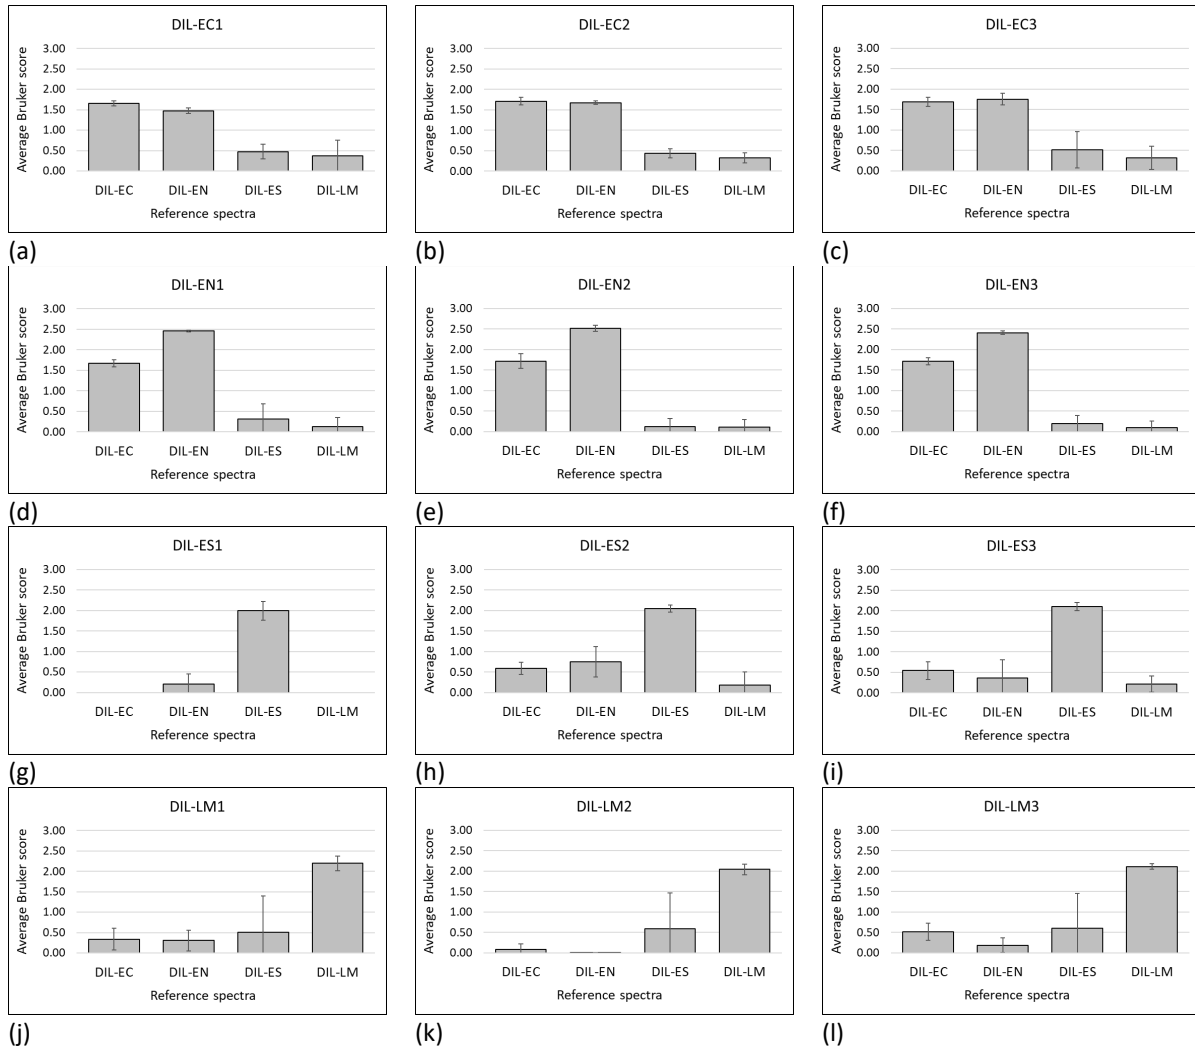 DIL-EC1
Average Bruker score
3.00
2.50
2.00
1.50
1.00
0.50
0.00
DIL-EC DIL-EN DIL-ES DIL-LM
Reference spectra
(a)
DIL-EC2
Average Bruker score
3.00
2.50
2.00
1.50
1.00
0.50
0.00
DIL-EC DIL-EN DIL-ES DIL-LM
Reference spectra
(b)
DIL-EC3
Average Bruker score
3.00
2.50
2.00
1.50
1.00
0.50
0.00
DIL-EC DIL-EN DIL-ES DIL-LM
Reference spectra
(c)
DIL-EN1
Average Bruker score
3.00
2.50
2.00
1.50
1.00
0.50
0.00
DIL-EC DIL-EN DIL-ES DIL-LM
Reference spectra
(d)
DIL-EN2
Average Bruker score
3.00
2.50
2.00
1.50
1.00
0.50
0.00
DIL-EC DIL-EN DIL-ES DIL-LM
Reference spectra
(e)
DIL-EN3
Average Bruker score
3.00
2.50
2.00
1.50
1.00
0.50
0.00
DIL-EC DIL-EN DIL-ES DIL-LM
Reference spectra
(f)
DIL-ES1
Average Bruker score
3.00
2.50
2.00
1.50
1.00
0.50
0.00
DIL-EC DIL-EN DIL-ES DIL-LM
Reference spectra
(g)
DIL-ES2
Average Bruker score
3.00
2.50
2.00
1.50
1.00
0.50
0.00
DIL-EC DIL-EN DIL-ES DIL-LM
Reference spectra
(h)
DIL-ES3
Average Bruker score
3.00
2.50
2.00
1.50
1.00
0.50
0.00
DIL-EC DIL-EN DIL-ES DIL-LM
Reference spectra
(i)
DIL-LM1
Average Bruker score
3.00
2.50
2.00
1.50
1.00
0.50
0.00
DIL-EC DIL-EN DIL-ES DIL-LM
Reference spectra
(j)
DIL-LM2
Average Bruker score
3.00
2.50
2.00
1.50
1.00
0.50
0.00
DIL-EC DIL-EN DIL-ES DIL-LM
Reference spectra
(k)
DIL-LM3
Average Bruker score
3.00
2.50
2.00
1.50
1.00
0.50
0.00
DIL-EC DIL-EN DIL-ES DIL-LM
Reference spectra
(l)